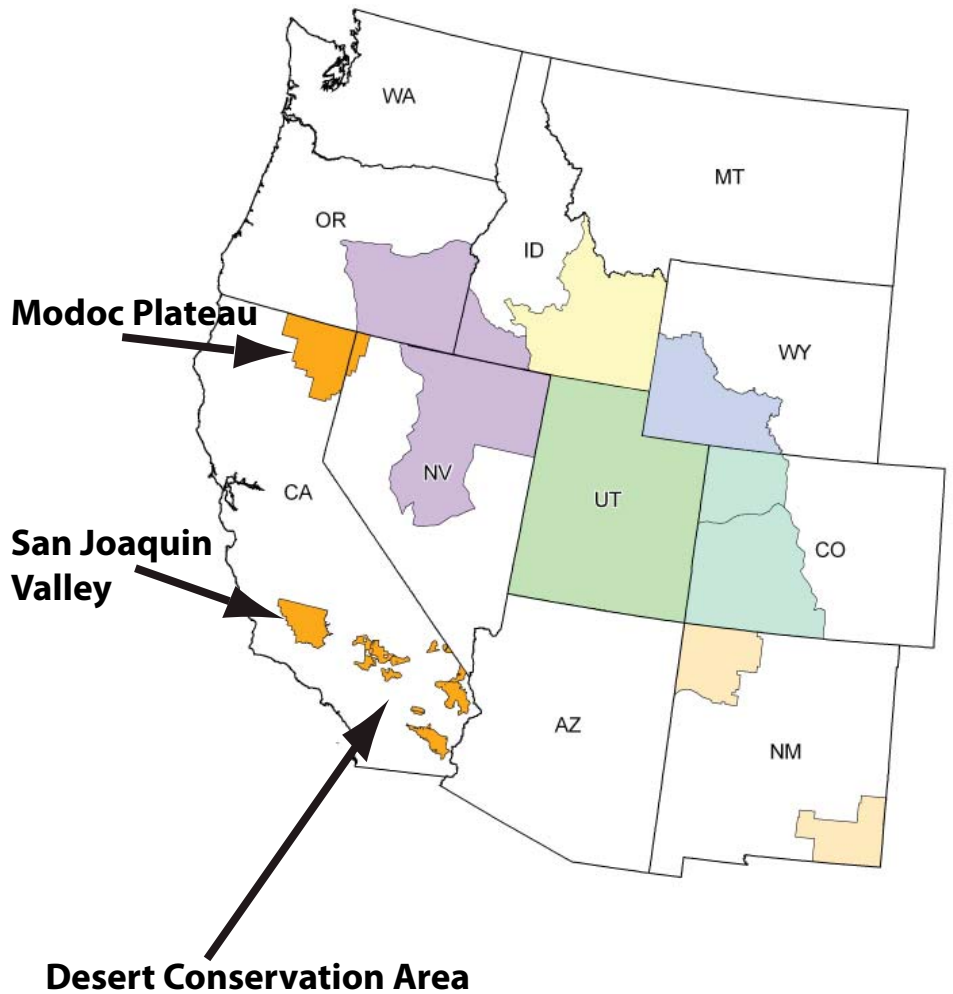 WA
MT
OR
ID
Modoc Plateau
WY
NV
CA
UT
San Joaquin
Valley
CO
AZ
NM
Desert Conservation Area